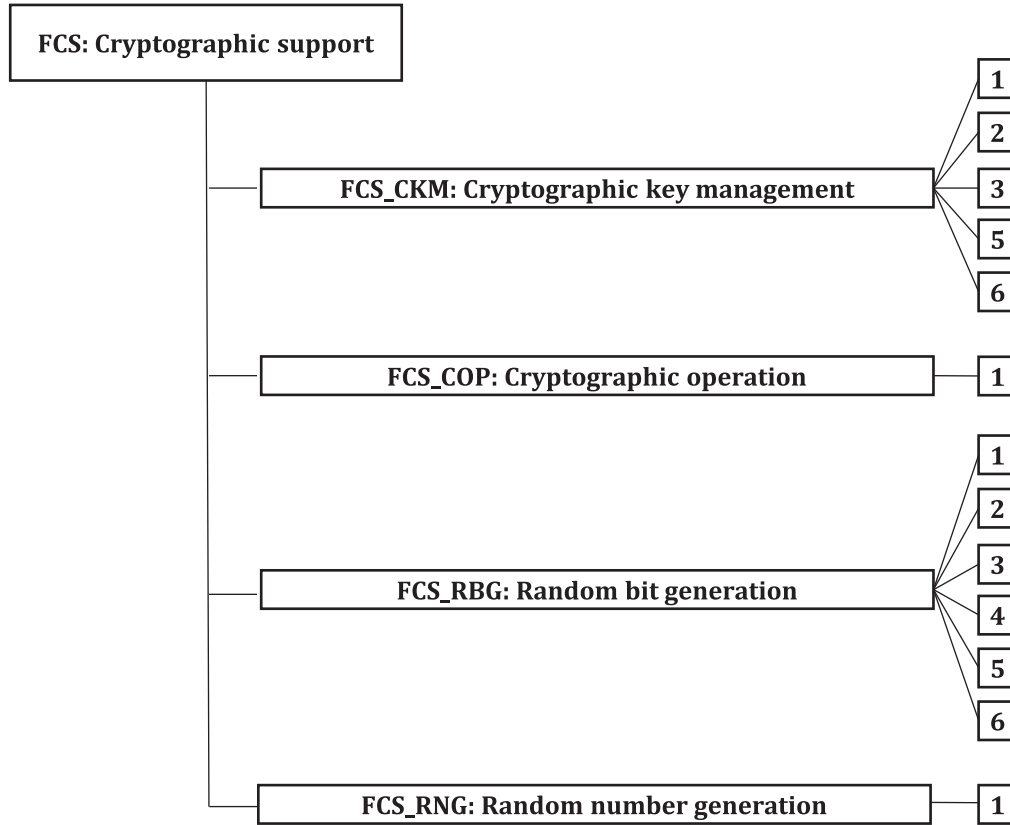 FCS: Cryptographic support
1
2
FCS_CKM: Cryptographic key management
3
5
6
FCS_COP: Cryptographic operation
1
1
2
3
FCS_RBG: Random bit generation
4
5
6
FCS_RNG: Random number generation
1